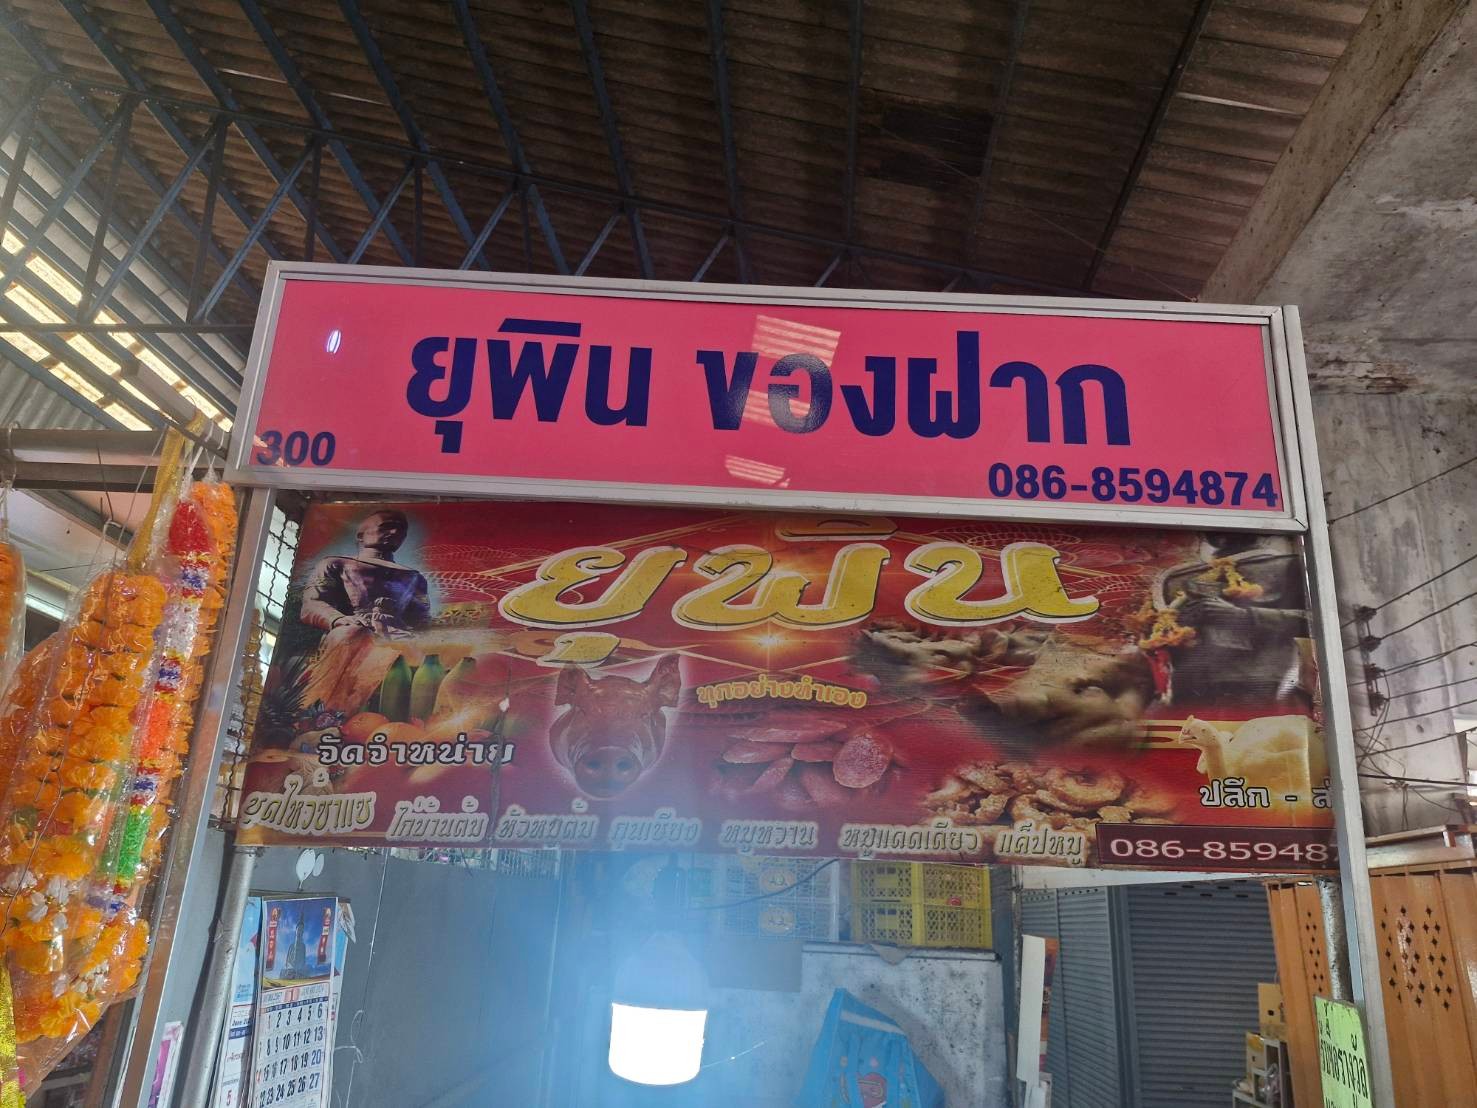 ยุพิน ของฝาก
300
086-8594874
ยุพิน
ทุกอย่างทำเอง
จัดจำหน่าย
ปลีก - ส่
ชุดไหว้ซาแซ ไก่บ้านต้ม หัวหมูต้ม กุนเชียง หมูหวาน หมูแดดเดียว แค็ปหมู
086-859487